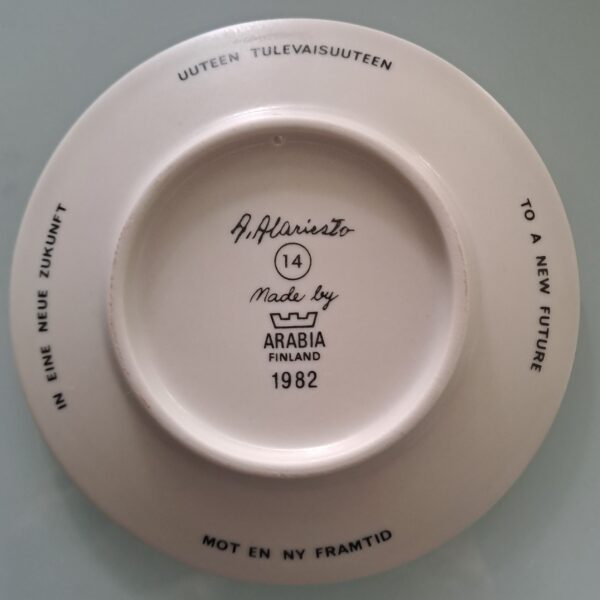 UUTEEN TULEVAISUUTEEN
TO A NEW FUTURE
MOT EN NY FRAMTID
IN EINE NEUE ZUKUNFT
A. Alariesto
14
Made by
ARABIA
FINLAND
1982